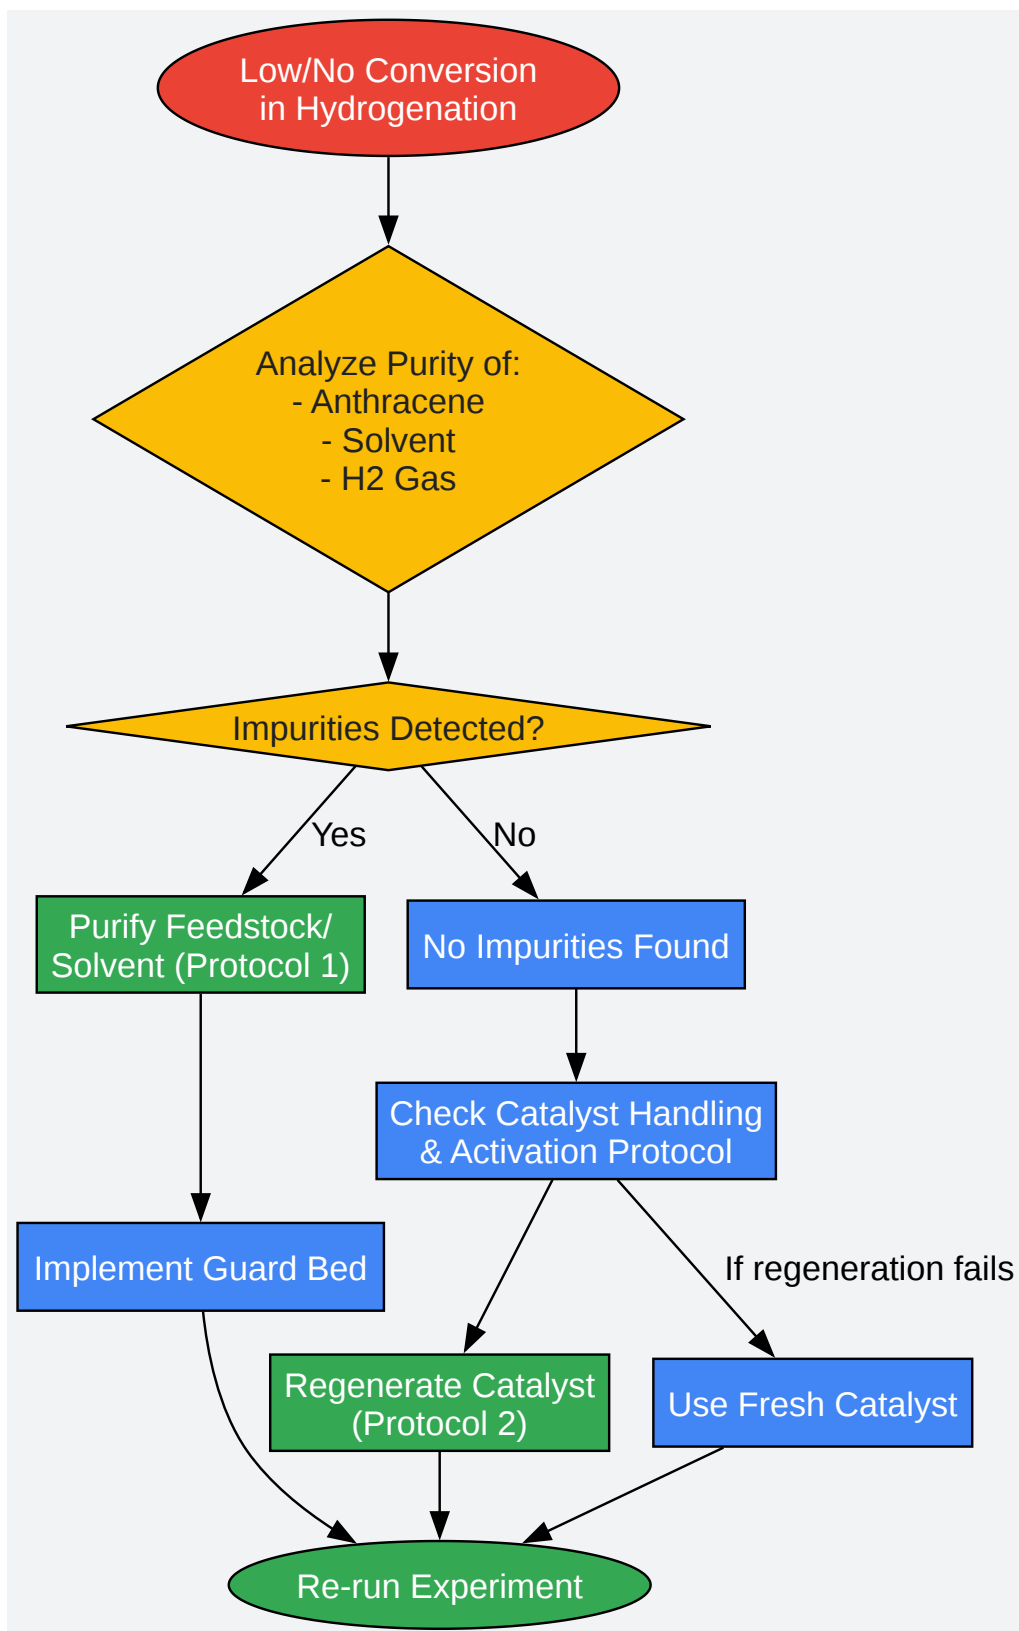 Low/No Conversion
in Hydrogenation
Analyze Purity of:
- Anthracene
- Solvent
- H2 Gas
Impurities Detected?
Yes
No
Purify Feedstock/
Solvent (Protocol 1)
No Impurities Found
Check Catalyst Handling
& Activation Protocol
Implement Guard Bed
If regeneration fails
Regenerate Catalyst
(Protocol 2)
Use Fresh Catalyst
Re-run Experiment